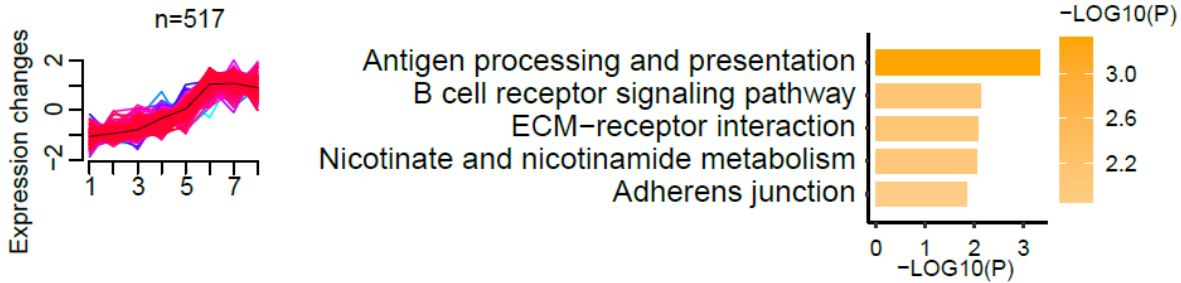 n=517
Expression changes
2
0
−2
1 3 5 7
Antigen processing and presentation
B cell receptor signaling pathway
ECM−receptor interaction
Nicotinate and nicotinamide metabolism
Adherens junction
0 1 2 3
−LOG10(P)
−LOG10(P)
3.0
2.6
2.2